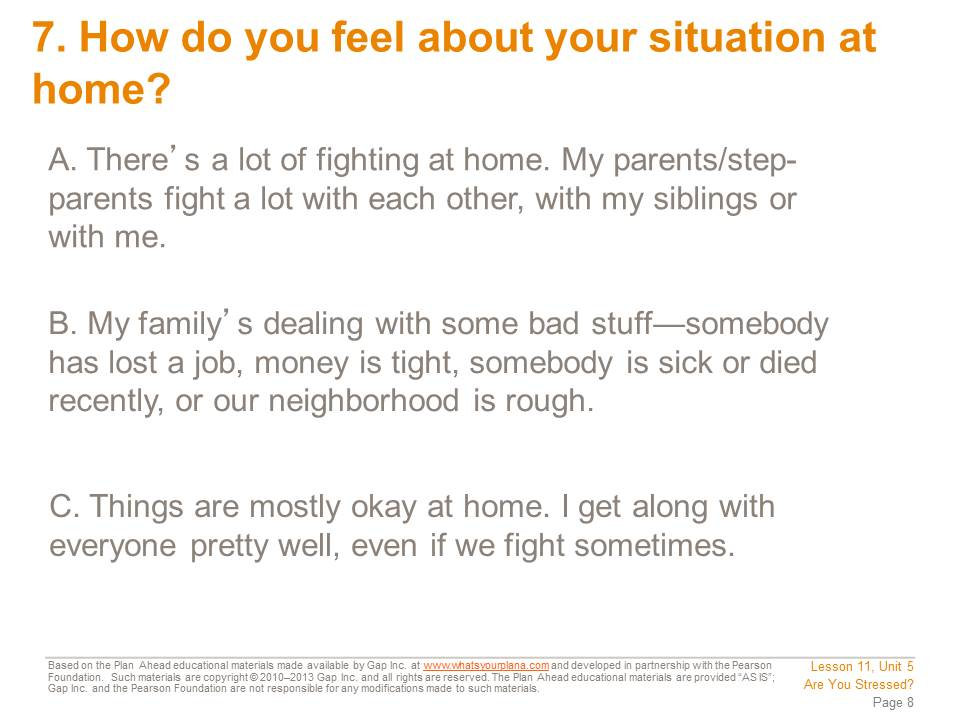 7. How do you feel about your situation at
home?
A. There’s a lot of fighting at home. My parents/step-
parents fight a lot with each other, with my siblings or
with me.
B. My family’s dealing with some bad stuff—somebody
has lost a job, money is tight, somebody is sick or died
recently, or our neighborhood is rough.
C. Things are mostly okay at home. I get along with
everyone pretty well, even if we fight sometimes.
Based on the Plan Ahead educational materials made available by Gap Inc. at www.whatsyourplana.com and developed in partnership with the Pearson
Foundation. Such materials are copyright © 2010–2013 Gap Inc. and all rights are reserved. The Plan Ahead educational materials are provided “AS IS”;
Gap Inc. and the Pearson Foundation are not responsible for any modifications made to such materials.
Lesson 11, Unit 5
Are You Stressed?
Page 8